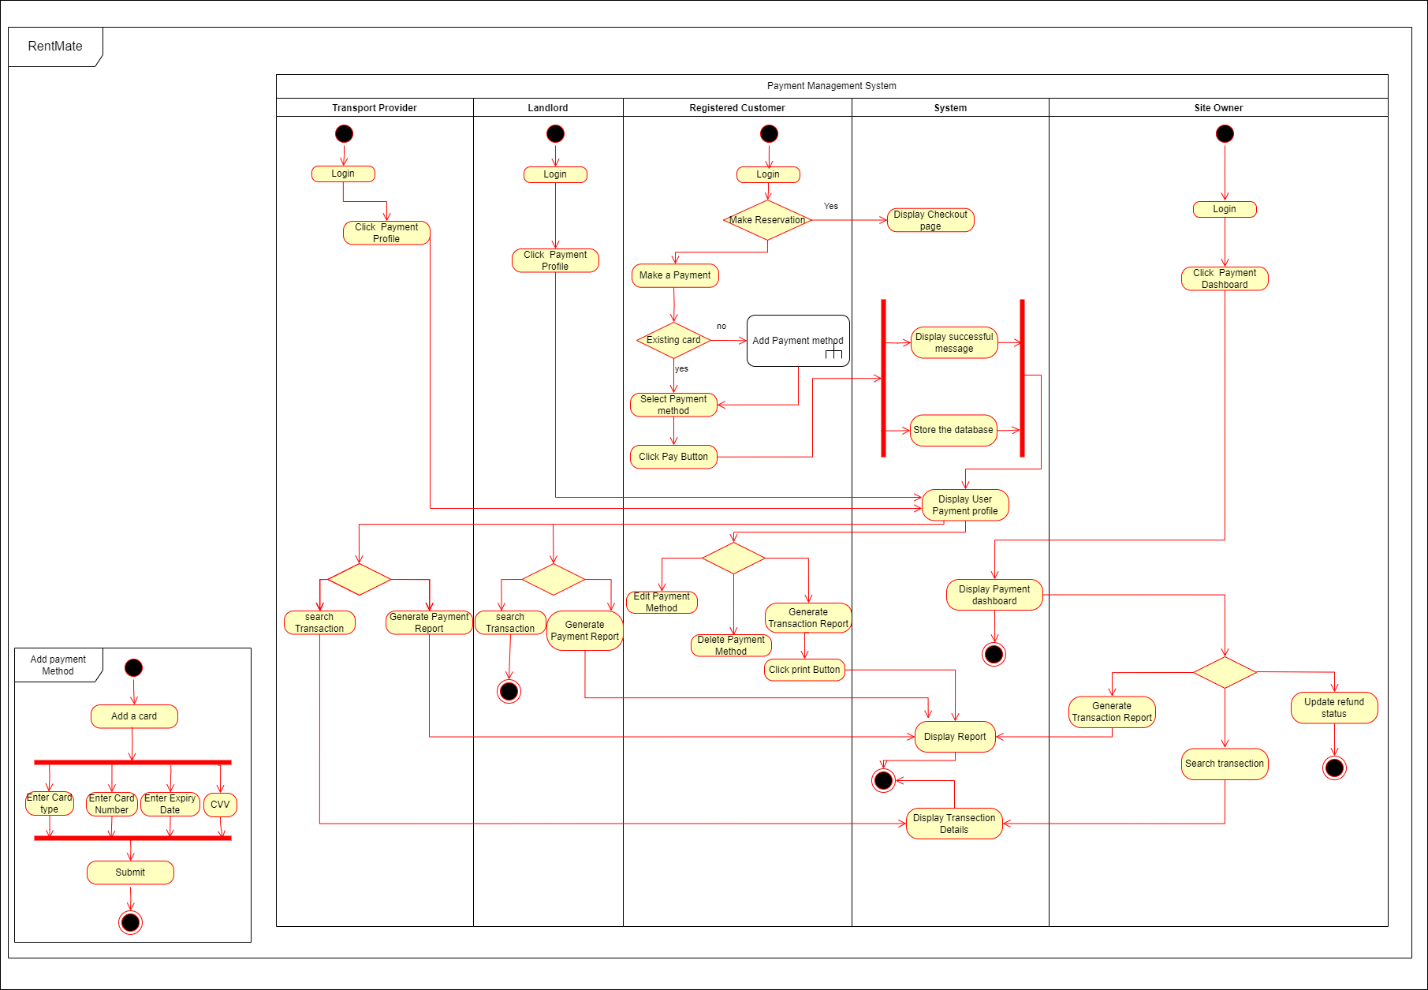 RentMate
Payment Management System
Transport Provider
Landlord
Registered Customer
System
Site Owner
Login
Click  Payment
Profile
Login
Click  Payment
Profile
Login
Make Reservation
Yes
Display Checkout
page
Make a Payment
Existing card
no
Add Payment method
yes
Select Payment
method
Click Pay Button
Display successful
message
Store the database
Login
Click  Payment
Dashboard
Display User
Payment profile
Display Payment
dashboard
search
Transaction
Generate Payment
Report
search
Transaction
Generate
Payment Report
Edit Payment
Method
Delete Payment
Method
Generate
Transaction Report
Click print Button
Generate
Transaction Report
Update refund
status
Search transection
Display Report
Display Transection
Details
Add payment
Method
Add a card
Enter Card
type
Enter Card
Number
Enter Expiry
Date
CVV
Submit